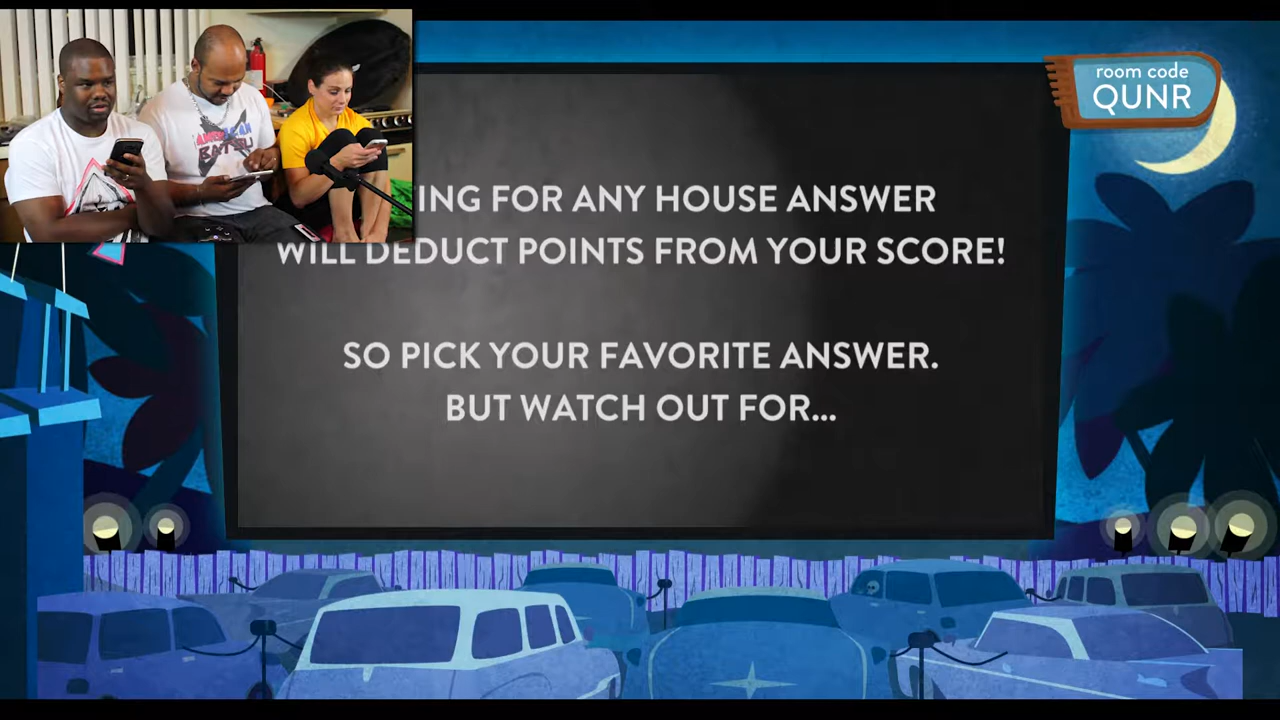 room code
QUNR
FOR ANY HOUSE ANSWER
WILL DEDUCT POINTS FROM YOUR SCORE!
SO PICK YOUR FAVORITE ANSWER.
BUT WATCH OUT FOR...